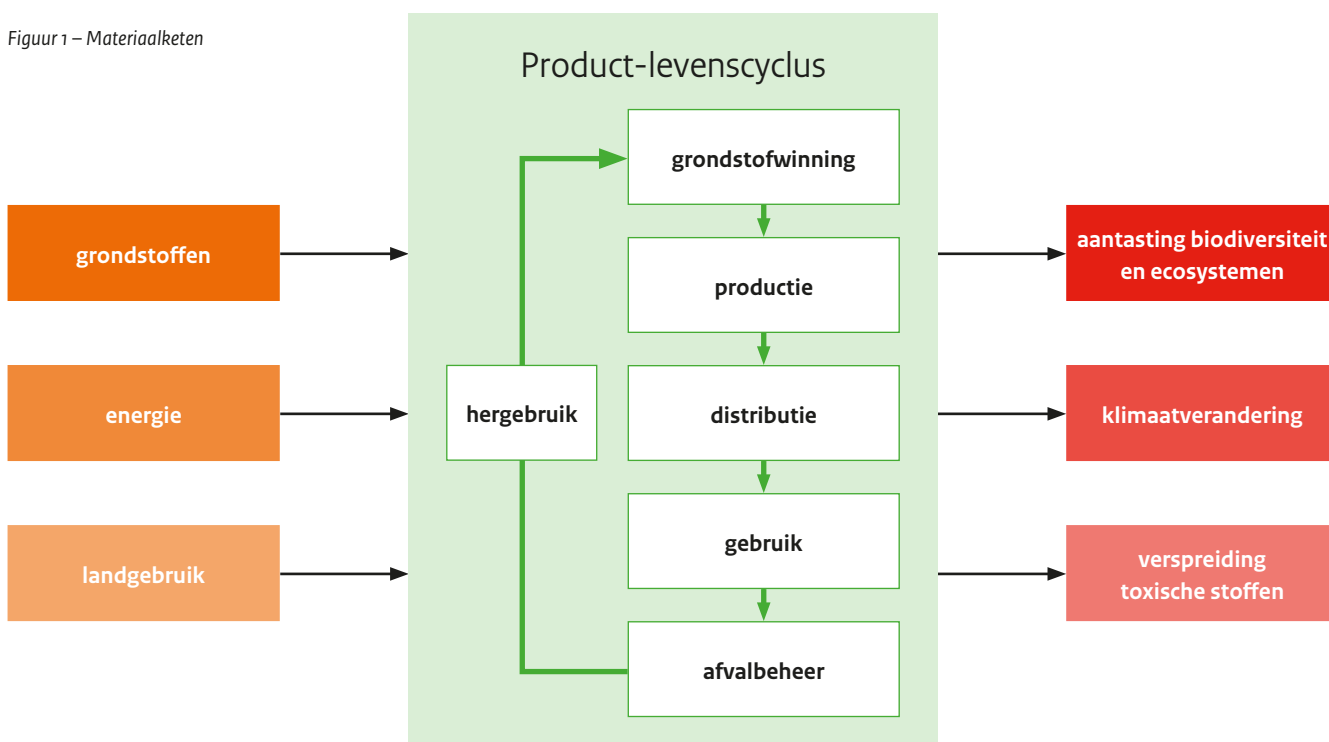 Figuur 1 – Materiaalketen
Product-levenscyclus
grondstoffen
energie
landgebruik
grondstofwinning
productie
distributie
gebruik
afvalbeheer
hergebruik
aantasting biodiversiteit
en ecosystemen
klimaatverandering
verspreiding
toxische stoffen